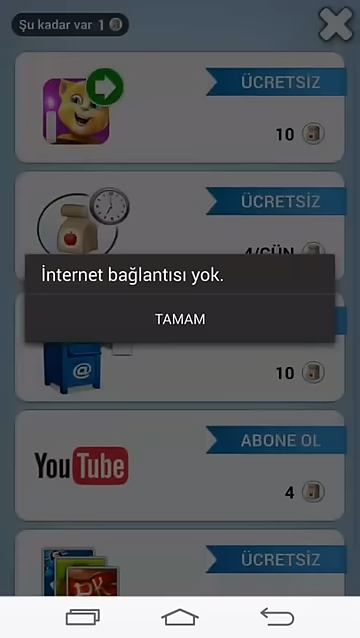 Şu kadar var 1
ÜCRETSİZ
10
ÜCRETSİZ
4/GÜN
İnternet bağlantısı yok.
TAMAM
@
10
YouTube
ABONE OL
4
ÜCRETSİZ